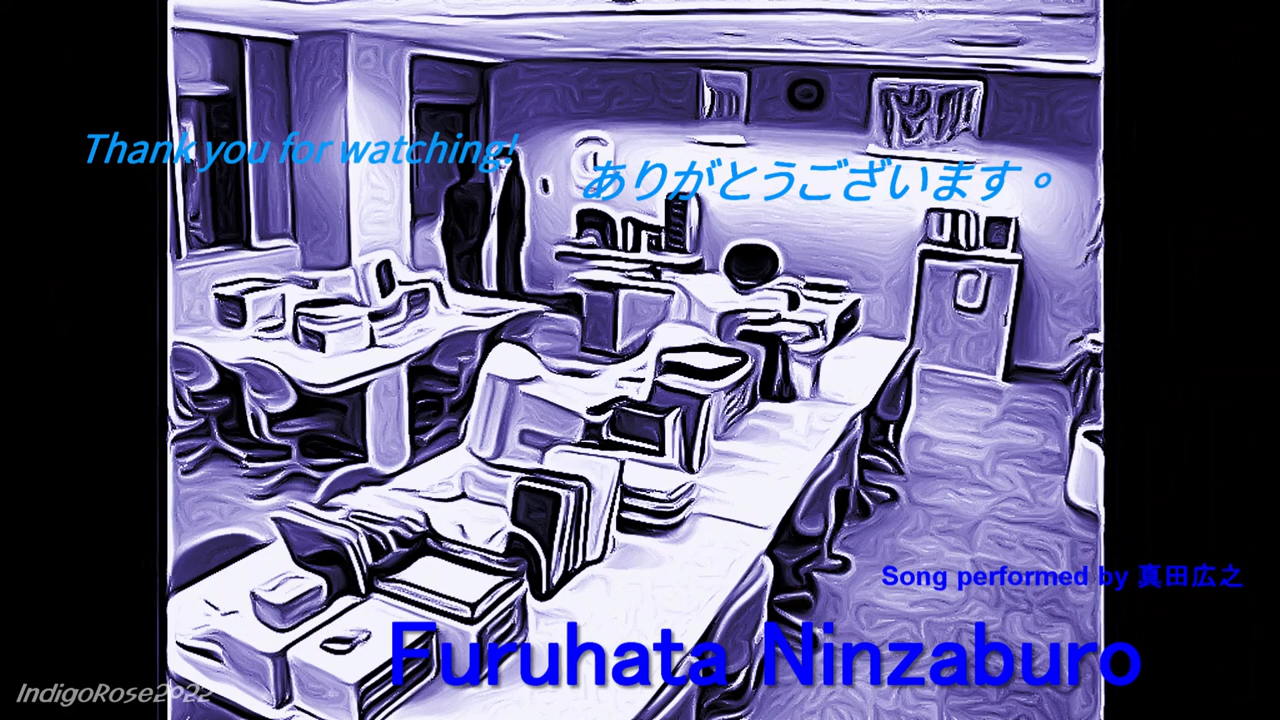 Thank you for watching!
ありがとうございます。
Song performed by 真田広之
Furuhata Ninzaburo
IndigoRose2022